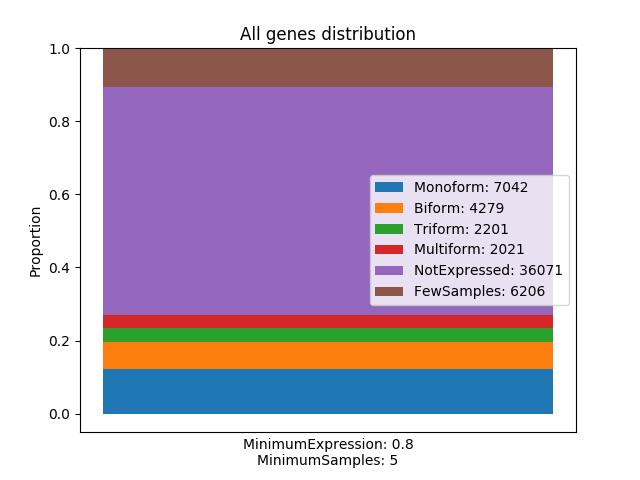 All genes distribution
1.0
0.8
0.6
0.4
0.2
0.0
Proportion
Monoform: 7042
Biform: 4279
Triform: 2201
Multiform: 2021
NotExpressed: 36071
FewSamples: 6206
MinimumExpression: 0.8
MinimumSamples: 5